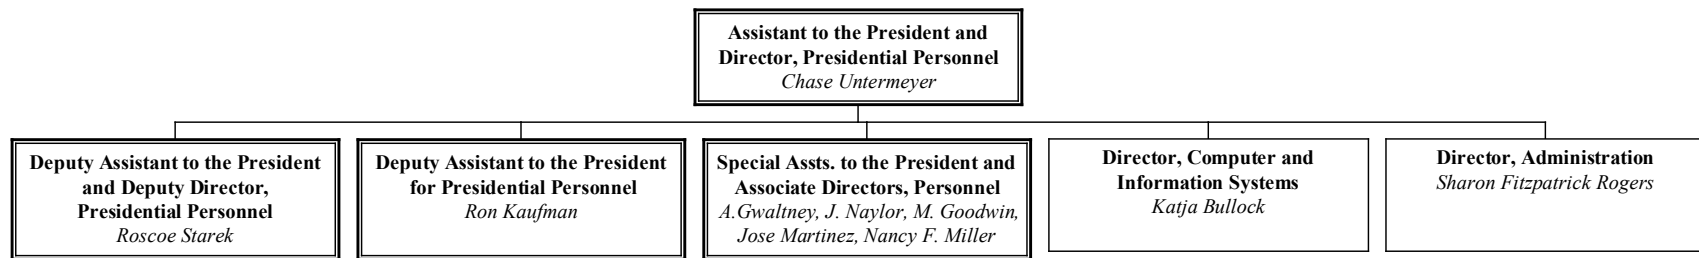 Assistant to the President and
Director, Presidential Personnel
Chase Untermeyer
Deputy Assistant to the President
and Deputy Director,
Presidential Personnel
Roscoe Starek
Deputy Assistant to the President
for Presidential Personnel
Ron Kaufman
Special Assts. to the President and
Associate Directors, Personnel
A.Gwaltney, J. Naylor, M. Goodwin,
Jose Martinez, Nancy F. Miller
Director, Computer and
Information Systems
Katja Bullock
Director, Administration
Sharon Fitzpatrick Rogers